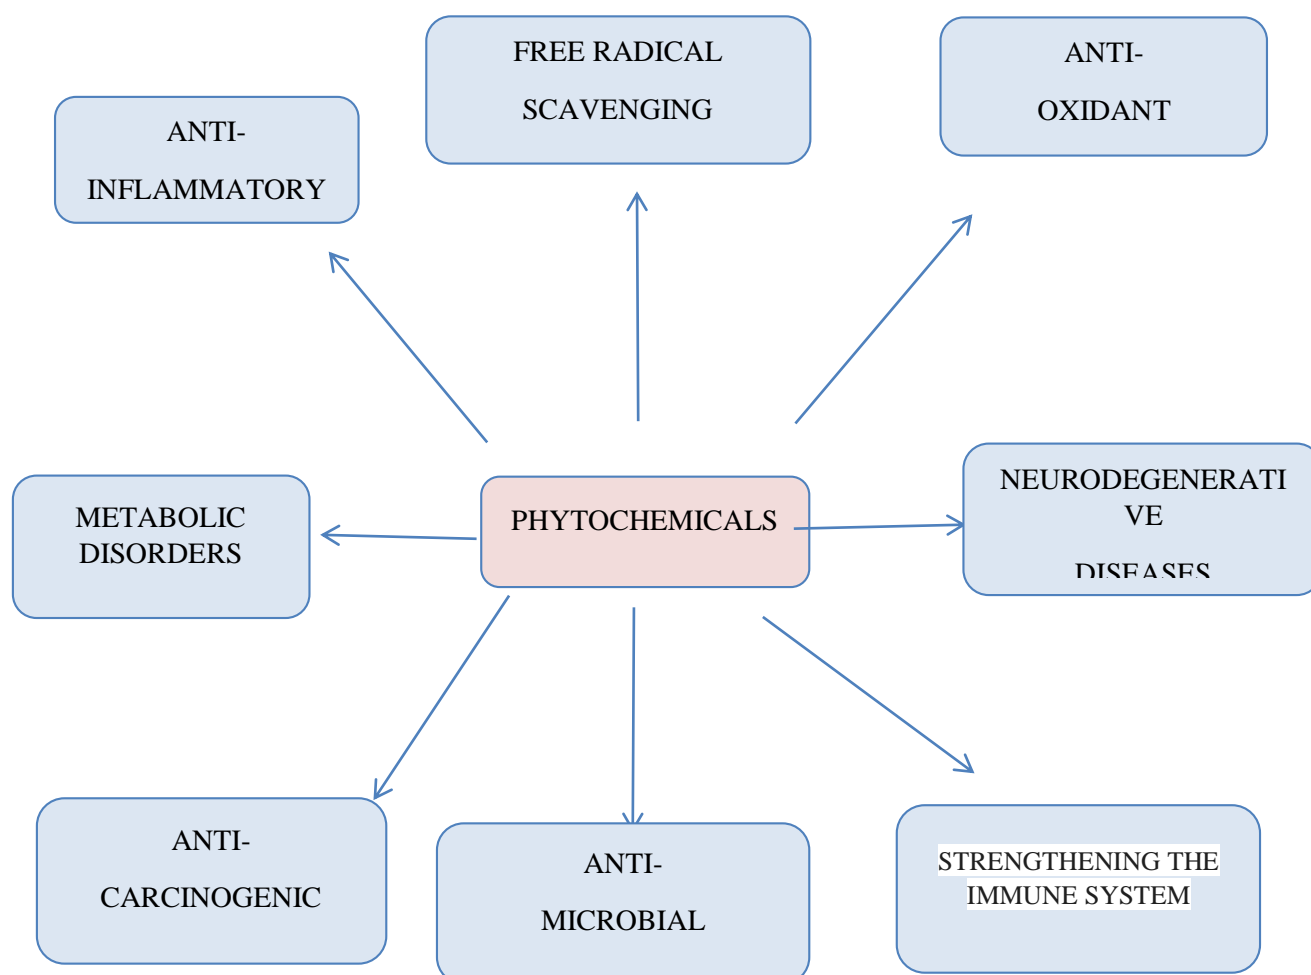 FREE RADICAL
SCAVENGING
ANTI-
OXIDANT
ANTI-
INFLAMMATORY
NEURODEGENERATI
VE
DISEASES
PHYTOCHEMICALS
METABOLIC
DISORDERS
ANTI-
CARCINOGENIC
ANTI-
MICROBIAL
STRENGTHENING THE
IMMUNE SYSTEM